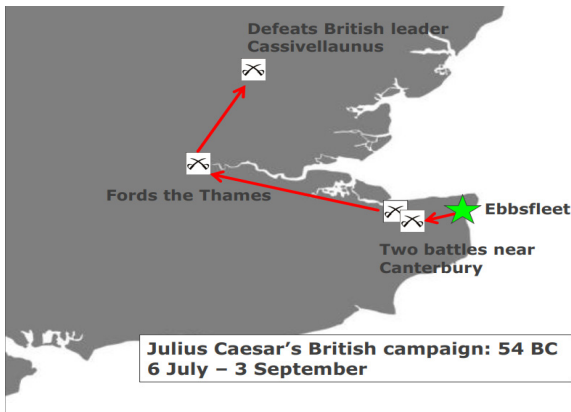 Defeats British leader
Cassivellaunus
Fords the Thames
Ebbsfleet
Two battles near
Canterbury
Julius Caesar’s British campaign: 54 BC
6 July – 3 September